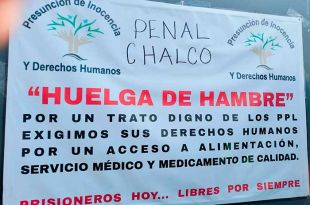 Presunción de Inocencia
Y Derechos Humanos
PENAL
CHALCO
Presunción de Inocencia
Y Derechos Humanos
"HUELGA DE HAMBRE"
POR UN TRATO DIGNO DE LOS PPL
EXIGIMOS SUS DERECHOS HUMANOS
POR UN ACCESO A ALIMENTACIÓN,
SERVICIO MÉDICO Y MEDICAMENTO DE CALIDAD.
PRISIONEROS HOY... LIBRES POR SIEMPRE